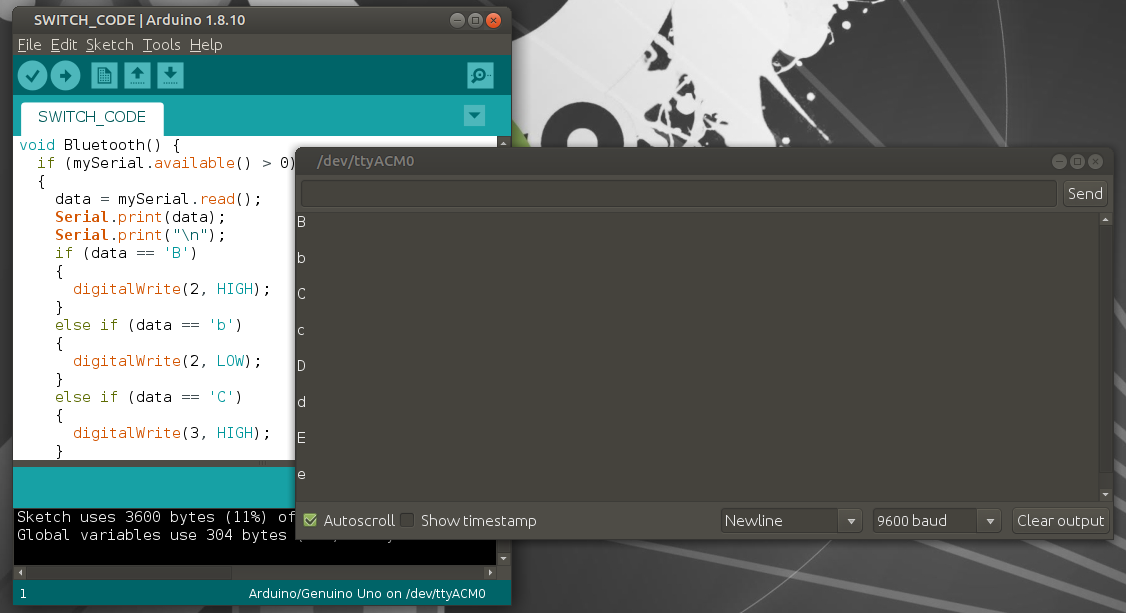 SWITCH_CODE | Arduino 1.8.10
File Edit Sketch Tools Help
SWITCH_CODE
void Bluetooth() {
if (mySerial.available() > 0)
{
data = mySerial.read();
Serial.print(data);
Serial.print("\n");
if (data == 'B')
{
digitalWrite(2, HIGH);
}
else if (data == 'b')
{
digitalWrite(2, LOW);
}
else if (data == 'C')
{
digitalWrite(3, HIGH);
}
Sketch uses 3600 bytes (11%) of
Global variables use 304 bytes (
1
Arduino/Genuino Uno on /dev/ttyACM0
/dev/ttyACM0
Send
B
b
C
c
D
d
E
e
Autoscroll Show timestamp Newline 9600 baud Clear output